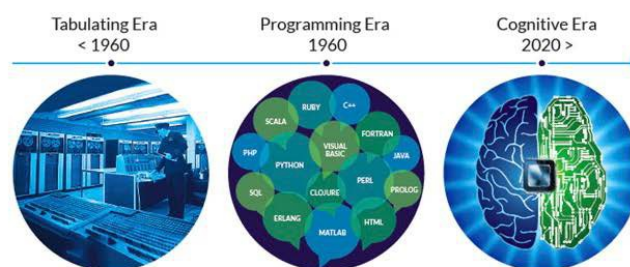 Tabulating Era
< 1960
Programming Era
1960
Cognitive Era
2020 >
RUBY
C++
SCALA
FORTRAN
VISUAL
BASIC
PHP
JAVA
PYTHON
PERL
SQL
CLOJURE
PROLOG
ERLANG
HTML
MATLAB